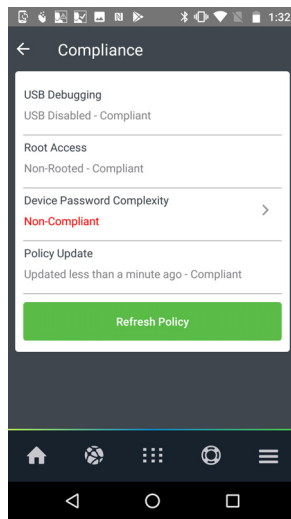 1:32
Compliance
USB Debugging
USB Disabled - Compliant
Root Access
Non-Rooted - Compliant
Device Password Complexity
Non-Compliant
Policy Update
Updated less than a minute ago - Compliant
Refresh Policy